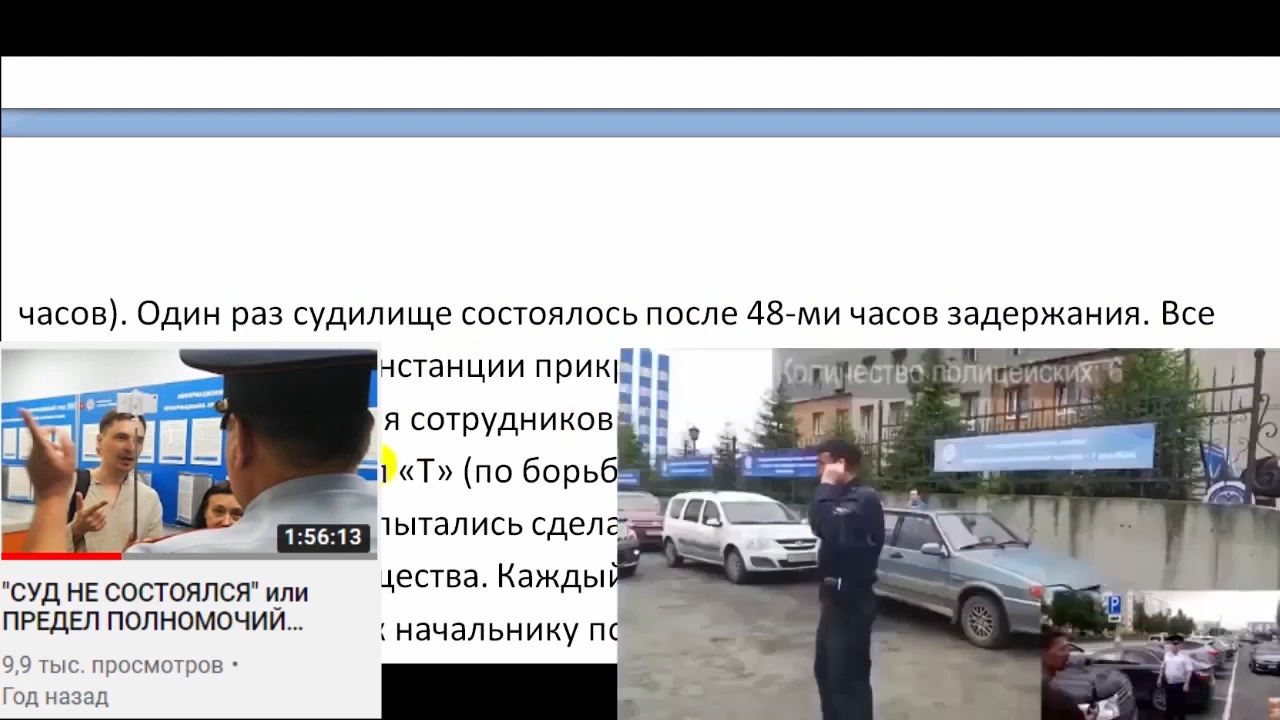 часов). Один раз судилище состоялось после 48-ми часов задержания. Все
нстанции прик
я сотрудников
«Т» (по борьб
пытались сдела
щества. Каждый
к начальнику по
Количество полицейских 6
1:56:13
"СУД НЕ СОСТОЯЛСЯ" или
ПРЕДЕЛ ПОЛНОМОЧИЙ...
9,9 тыс. просмотров •
Год назад
P